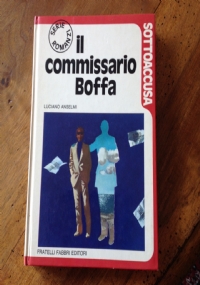 SERIE
ROMANZI
il
commissario
Boffa
LUCIANO ANSELMI
SOTTOACCUSA
FRATELLI FABBRI EDITORI